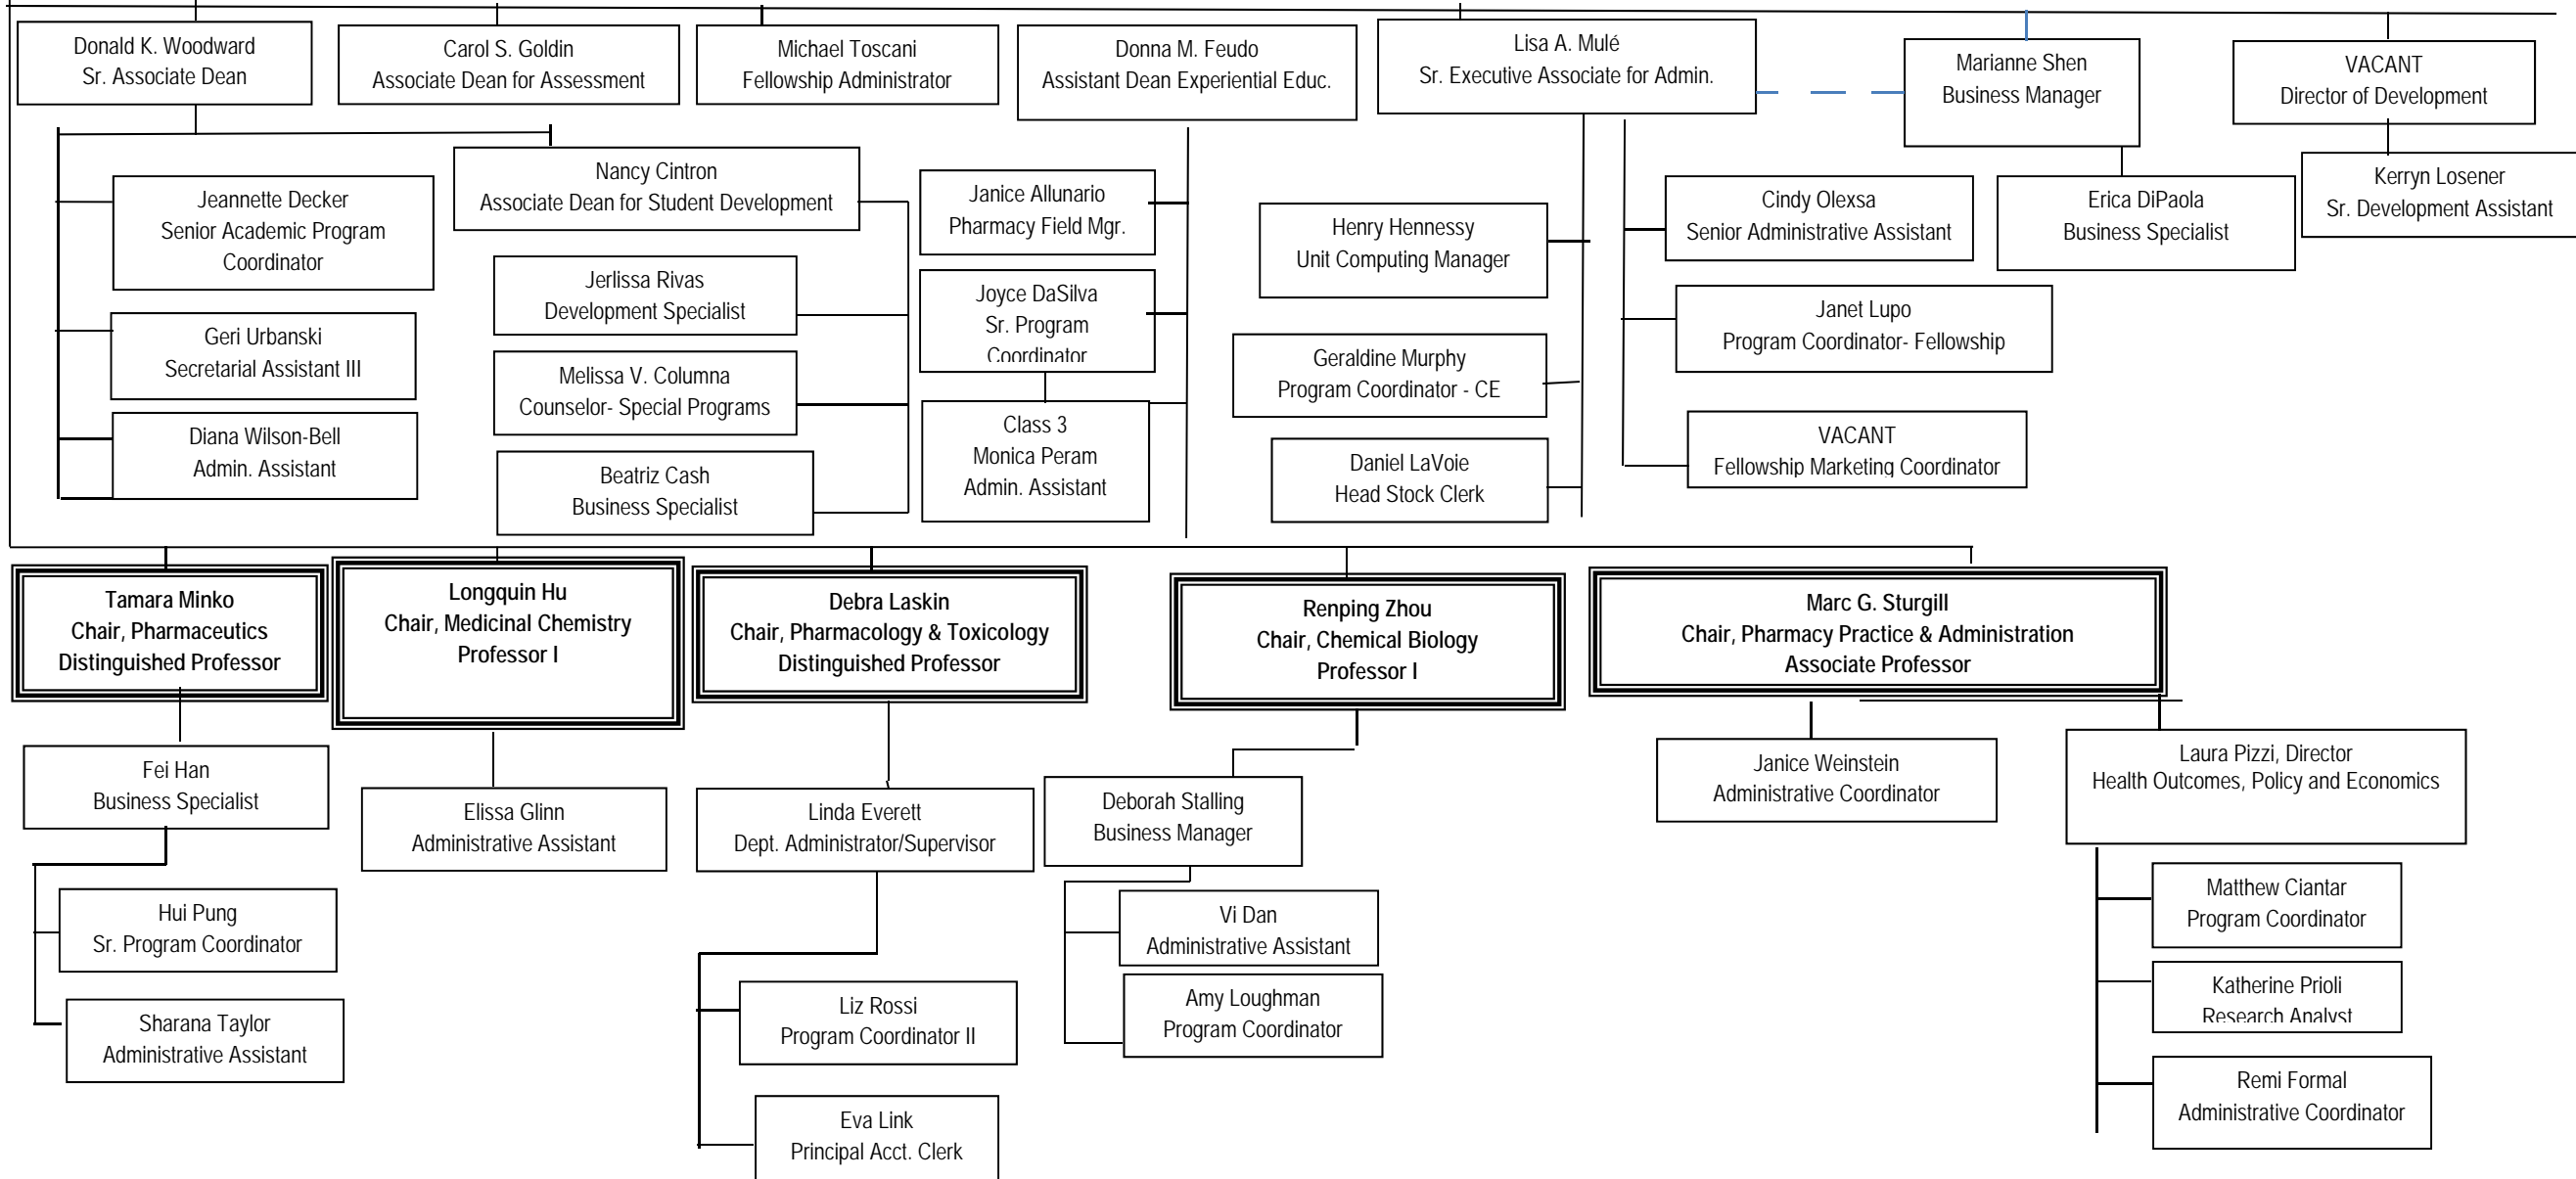 Donald K. Woodward
Sr. Associate Dean
Carol S. Goldin
Associate Dean for Assessment
Michael Toscani
Fellowship Administrator
Donna M. Feudo
Assistant Dean Experiential Educ.
Lisa A. Mulé
Sr. Executive Associate for Admin.
Marianne Shen
Business Manager
VACANT
Director of Development
Jeannette Decker
Senior Academic Program
Coordinator
Geri Urbanski
Secretarial Assistant III
Diana Wilson-Bell
Admin. Assistant
Nancy Cintron
Associate Dean for Student Development
Jerlissa Rivas
Development Specialist
Melissa V. Columna
Counselor- Special Programs
Beatriz Cash
Business Specialist
Janice Allunario
Pharmacy Field Mgr.
Joyce DaSilva
Sr. Program
Coordinator
Class 3
Monica Peram
Admin. Assistant
Henry Hennessy
Unit Computing Manager
Geraldine Murphy
Program Coordinator - CE
Daniel LaVoie
Head Stock Clerk
Cindy Olexsa
Senior Administrative Assistant
Janet Lupo
Program Coordinator- Fellowship
VACANT
Fellowship Marketing Coordinator
Erica DiPaola
Business Specialist
Kerryn Losener
Sr. Development Assistant
Tamara Minko
Chair, Pharmaceutics
Distinguished Professor
Longquin Hu
Chair, Medicinal Chemistry
Professor I
Debra Laskin
Chair, Pharmacology & Toxicology
Distinguished Professor
Renping Zhou
Chair, Chemical Biology
Professor I
Marc G. Sturgill
Chair, Pharmacy Practice & Administration
Associate Professor
Fei Han
Business Specialist
Hui Pung
Sr. Program Coordinator
Sharana Taylor
Administrative Assistant
Elissa Glinn
Administrative Assistant
Linda Everett
Dept. Administrator/Supervisor
Liz Rossi
Program Coordinator II
Eva Link
Principal Acct. Clerk
Deborah Stalling
Business Manager
Vi Dan
Administrative Assistant
Amy Loughman
Program Coordinator
Janice Weinstein
Administrative Coordinator
Laura Pizzi, Director
Health Outcomes, Policy and Economics
Matthew Ciantar
Program Coordinator
Katherine Prioli
Research Analyst
Remi Formal
Administrative Coordinator